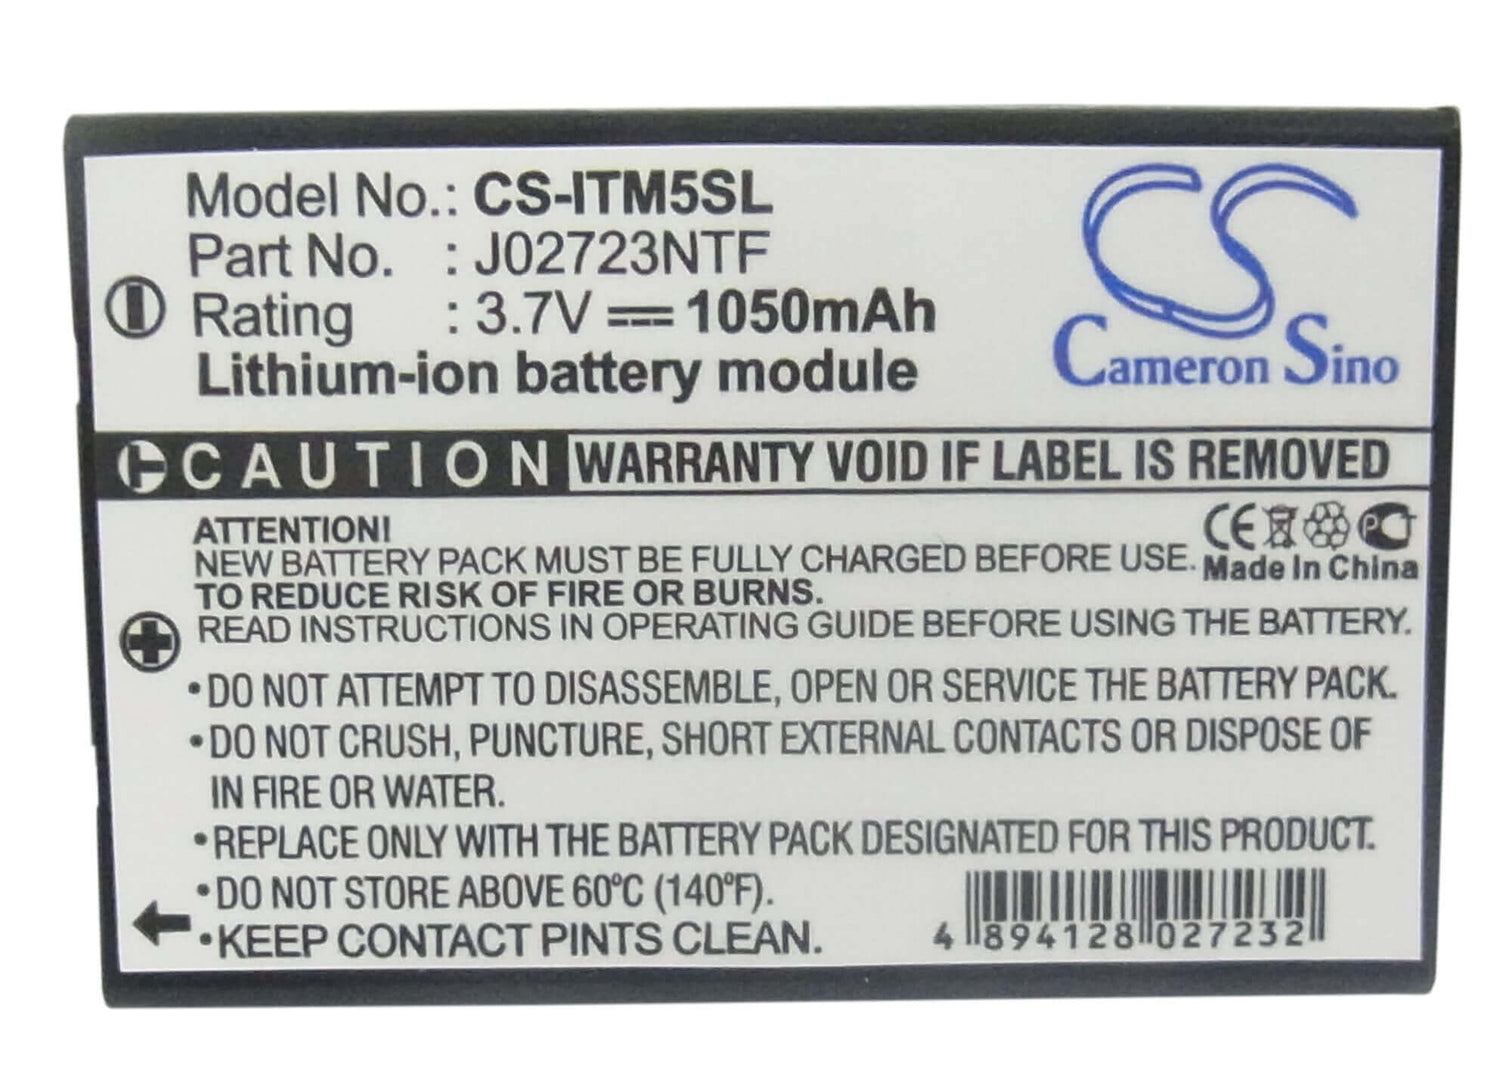 Model No.: CS-ITM5SL
Part No. : J02723NTF
Rating : 3.7V 1050mAh
Lithium-ion battery module
CS
Cameron Sino
CAUTION WARRANTY VOID IF LABEL IS REMOVED
ATTENTION!
NEW BATTERY PACK MUST BE FULLY CHARGED BEFORE USE.
TO REDUCE RISK OF FIRE OR BURNS.
READ INSTRUCTIONS IN OPERATING GUIDE BEFORE USING THE BATTERY.
CE PCT
Made In China
•DO NOT ATTEMPT TO DISASSEMBLE, OPEN OR SERVICE THE BATTERY PACK.
•DO NOT CRUSH, PUNCTURE, SHORT EXTERNAL CONTACTS OR DISPOSE OF
IN FIRE OR WATER.
•REPLACE ONLY WITH THE BATTERY PACK DESIGNATED FOR THIS PRODUCT.
•DO NOT STORE ABOVE 60ºC (140ºF).
•KEEP CONTACT PINTS CLEAN.
4 894128 027232